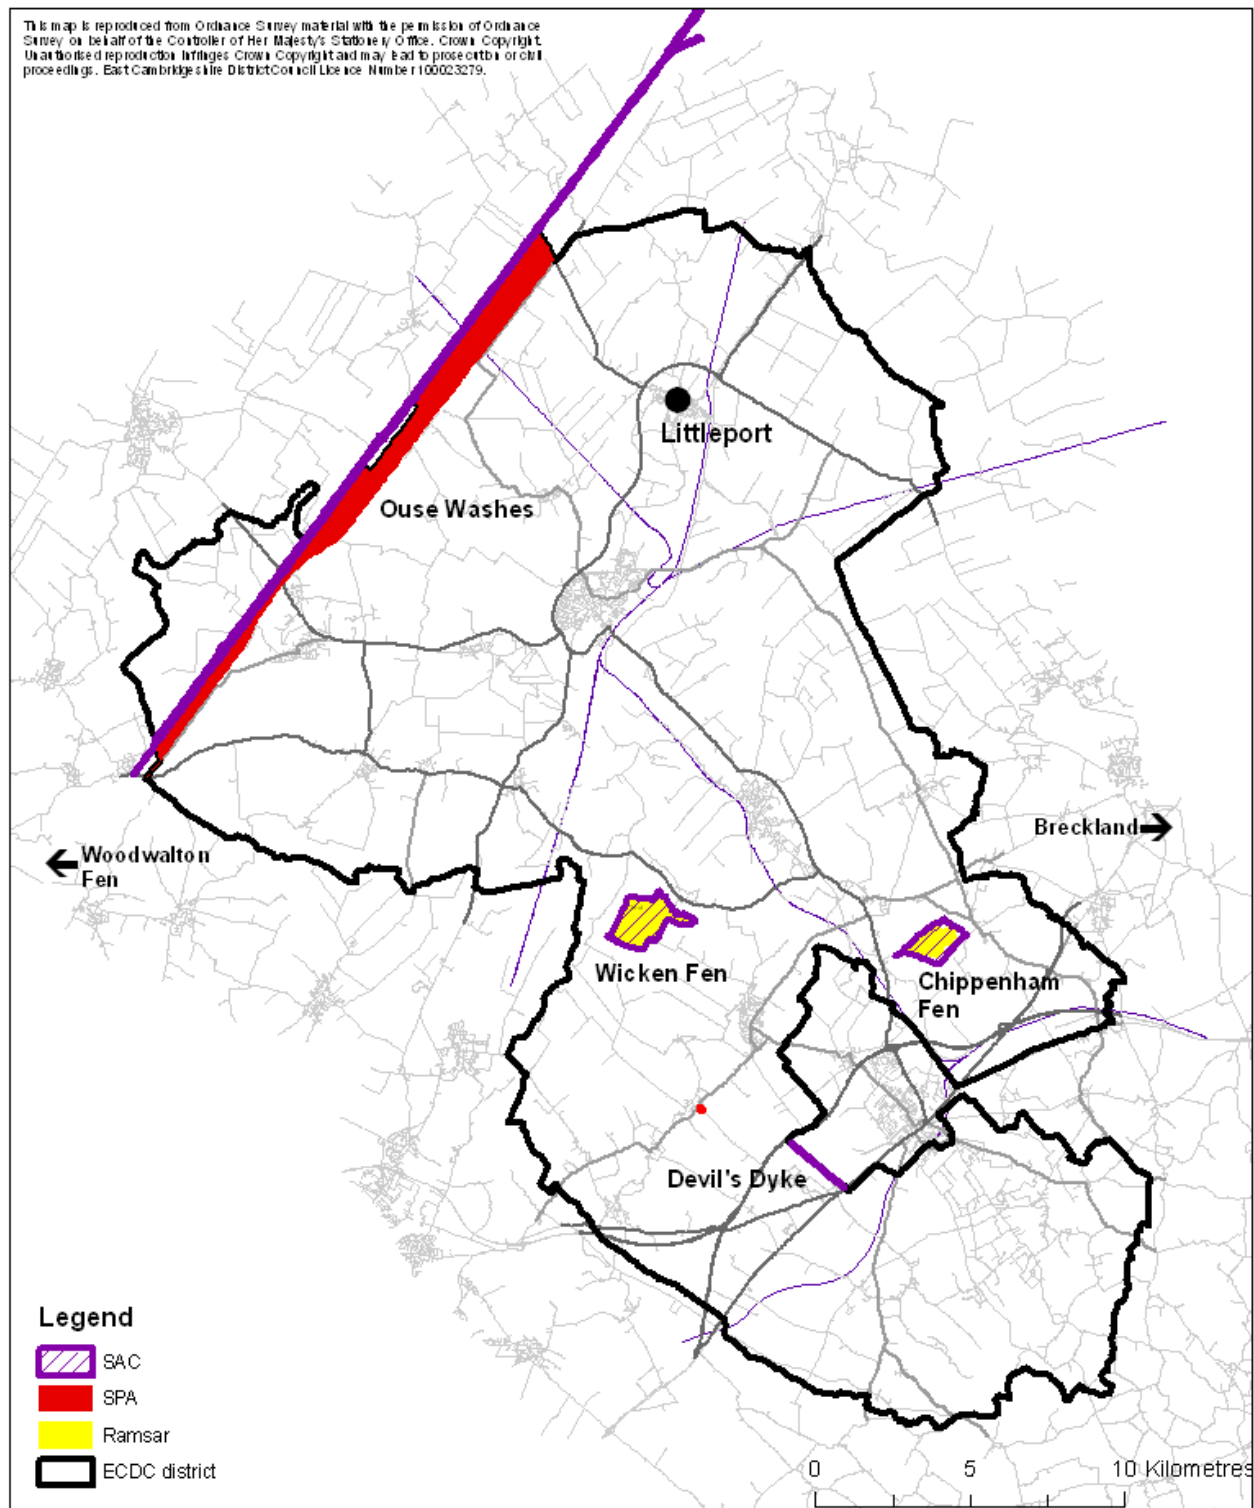 This map is reproduced from Ordnance Survey material with the permission of Ordnance
Survey on behalf of the Controller of Her Majesty's Stationery Office. Crown Copyright.
Unauthorised reproduction infringes Crown Copyright and may lead to prosecution or civil
proceedings. East Cambridgeshire District Council Licence Number 100023279.
Littleport
Ouse Washes
Breckland
Woodwalton
Fen
Wicken Fen
Chippenham
Fen
Devil's Dyke
Legend
SAC
SPA
Ramsar
ECDC district
0 5 10 Kilometres